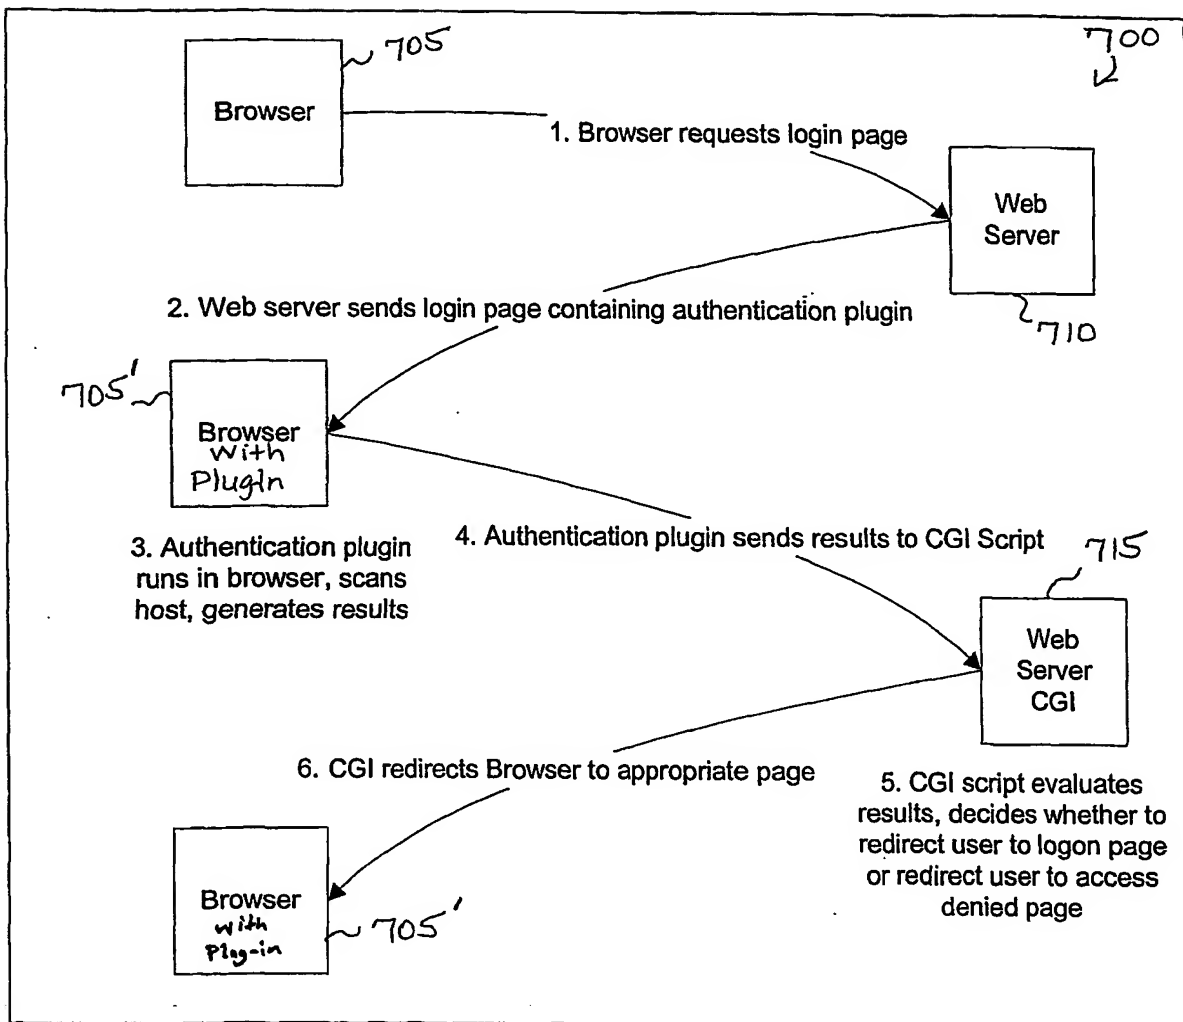 705
700
Browser
1. Browser requests login page
Web
Server
2. Web server sends login page containing authentication plugin
710
705'
Browser
with
PlugIn
3. Authentication plugin
runs in browser, scans
host, generates results
4. Authentication plugin sends results to CGI Script
715
Web
Server
CGI
6. CGI redirects Browser to appropriate page
5. CGI script evaluates
results, decides whether to
redirect user to logon page
or redirect user to access
denied page
Browser
with
Plug-in
705'